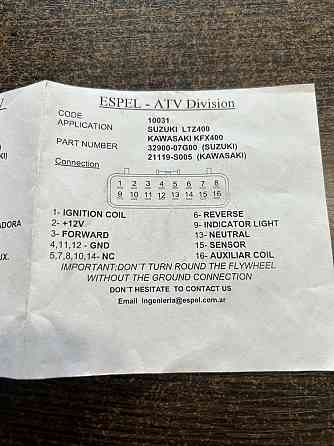 ESPEL - ATV Division
CODE 10031
APPLICATION SUZUKI LTZ400
KAWASAKI KFX400
PART NUMBER 32900-07G00 (SUZUKI)
21119-S005 (KAWASAKI)
Connection
1 2 3 4 5 6 7 8
9 10 11 12 13 14 15 16
1- IGNITION COIL
2- +12V
3- FORWARD
4,11,12 - GND
5,7,8,10,14- NC
6- REVERSE
9- INDICATOR LIGHT
13- NEUTRAL
15- SENSOR
16- AUXILIAR COIL
IMPORTANT:DON´T TURN ROUND THE FLYWHEEL
WITHOUT THE GROUND CONNECTION
DON´T HESITATE TO CONTACT US
Email ingenieria@espel.com.ar
ADORA
UX.